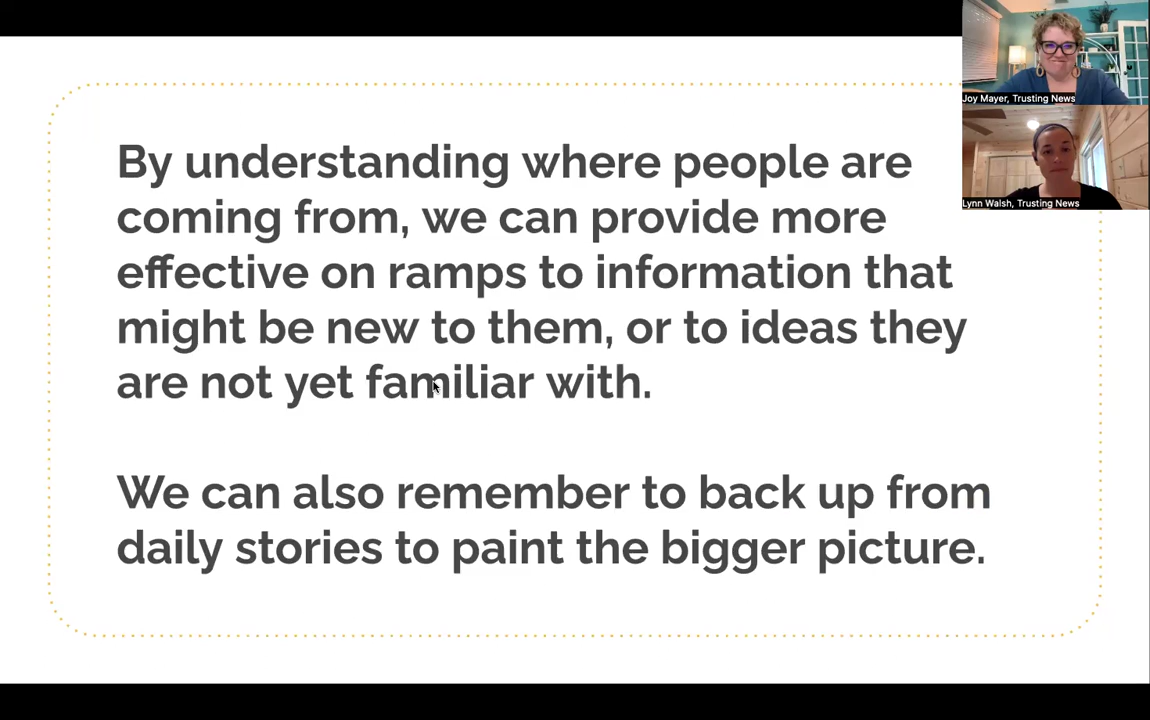 By understanding where people are
coming from, we can provide more
effective on ramps to information that
might be new to them, or to ideas they
are not yet familiar with.
We can also remember to back up from
daily stories to paint the bigger picture.
Joy Mayer, Trusting News
Lynn Walsh, Trusting News